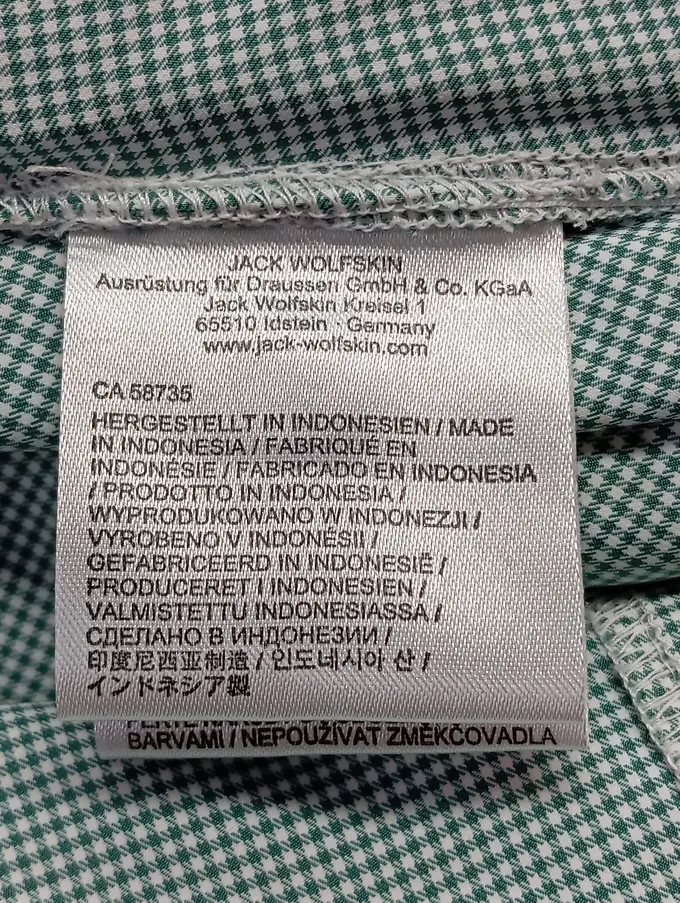 JACK WOLFSKIN
Ausrüstung für Draussen GmbH & Co. KGaA
Jack Wolfskin Kreisel 1
65510 Idstein · Germany
www.jack-wolfskin.com
CA 58735
HERGESTELLT IN INDONESIEN / MADE
IN INDONESIA / FABRIQUÉ EN
INDONÉSIE / FABRICADO EN INDONESIA
/ PRODOTTO IN INDONESIA /
WYPRODUKOWANO W INDONEZJI /
VYROBENO V INDONÉSII /
GEFABRICEERD IN INDONESIË /
PRODUCERET I INDONESIEN /
VALMISTETTU INDONESIASSA /
СДЕЛАНО В ИНДОНЕЗИИ /
印度尼西亚制造 / 인도네시아 산 /
インドネシア製
BARVAMI / NEPOUŽÍVAT ZMĚKČOVADLA